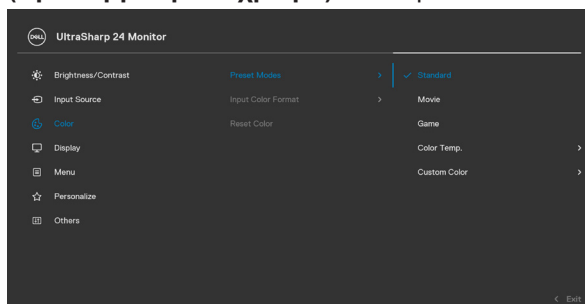 DELL UltraSharp 24 Monitor
Brightness/Contrast Preset Modes > ✓ Standard
Input Source Input Color Format > Movie
Color Reset Color Game
Display Color Temp. >
Menu Custom Color >
Personalize
Others
< Exit